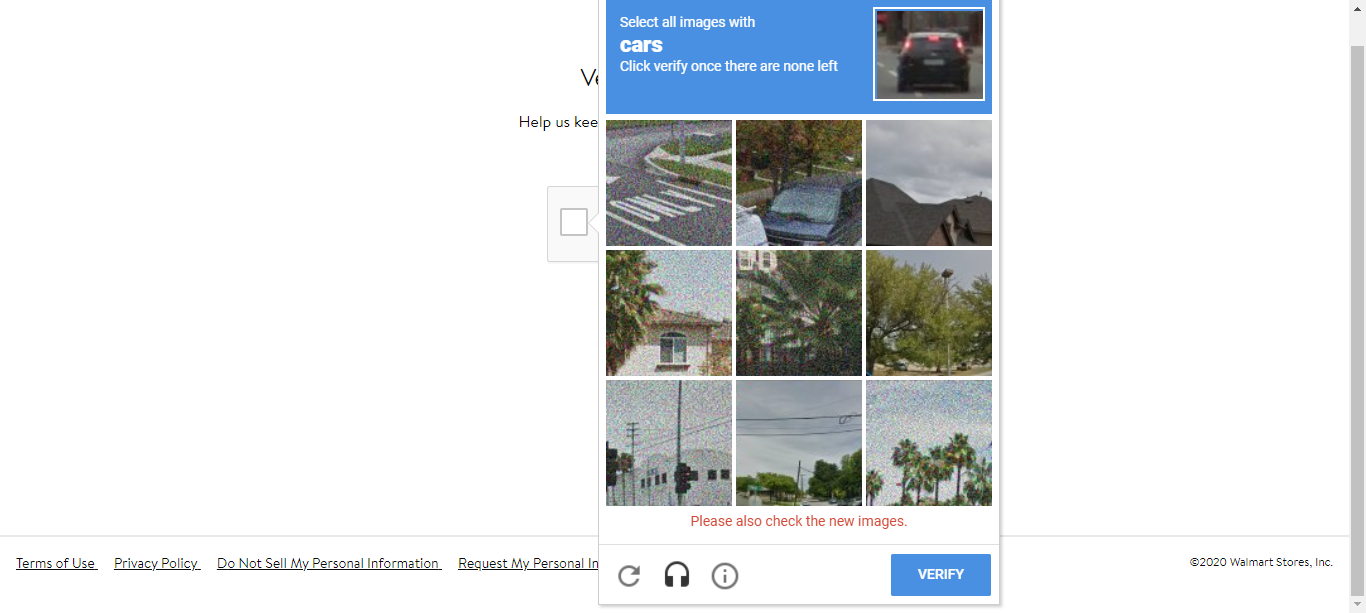 Select all images with
cars
Click verify once there are none left
Help us kee
ONLY
Please also check the new images.
VERIFY
Terms of Use
Privacy Policy
Do Not Sell My Personal Information
Request My Personal In
©2020 Walmart Stores, Inc.